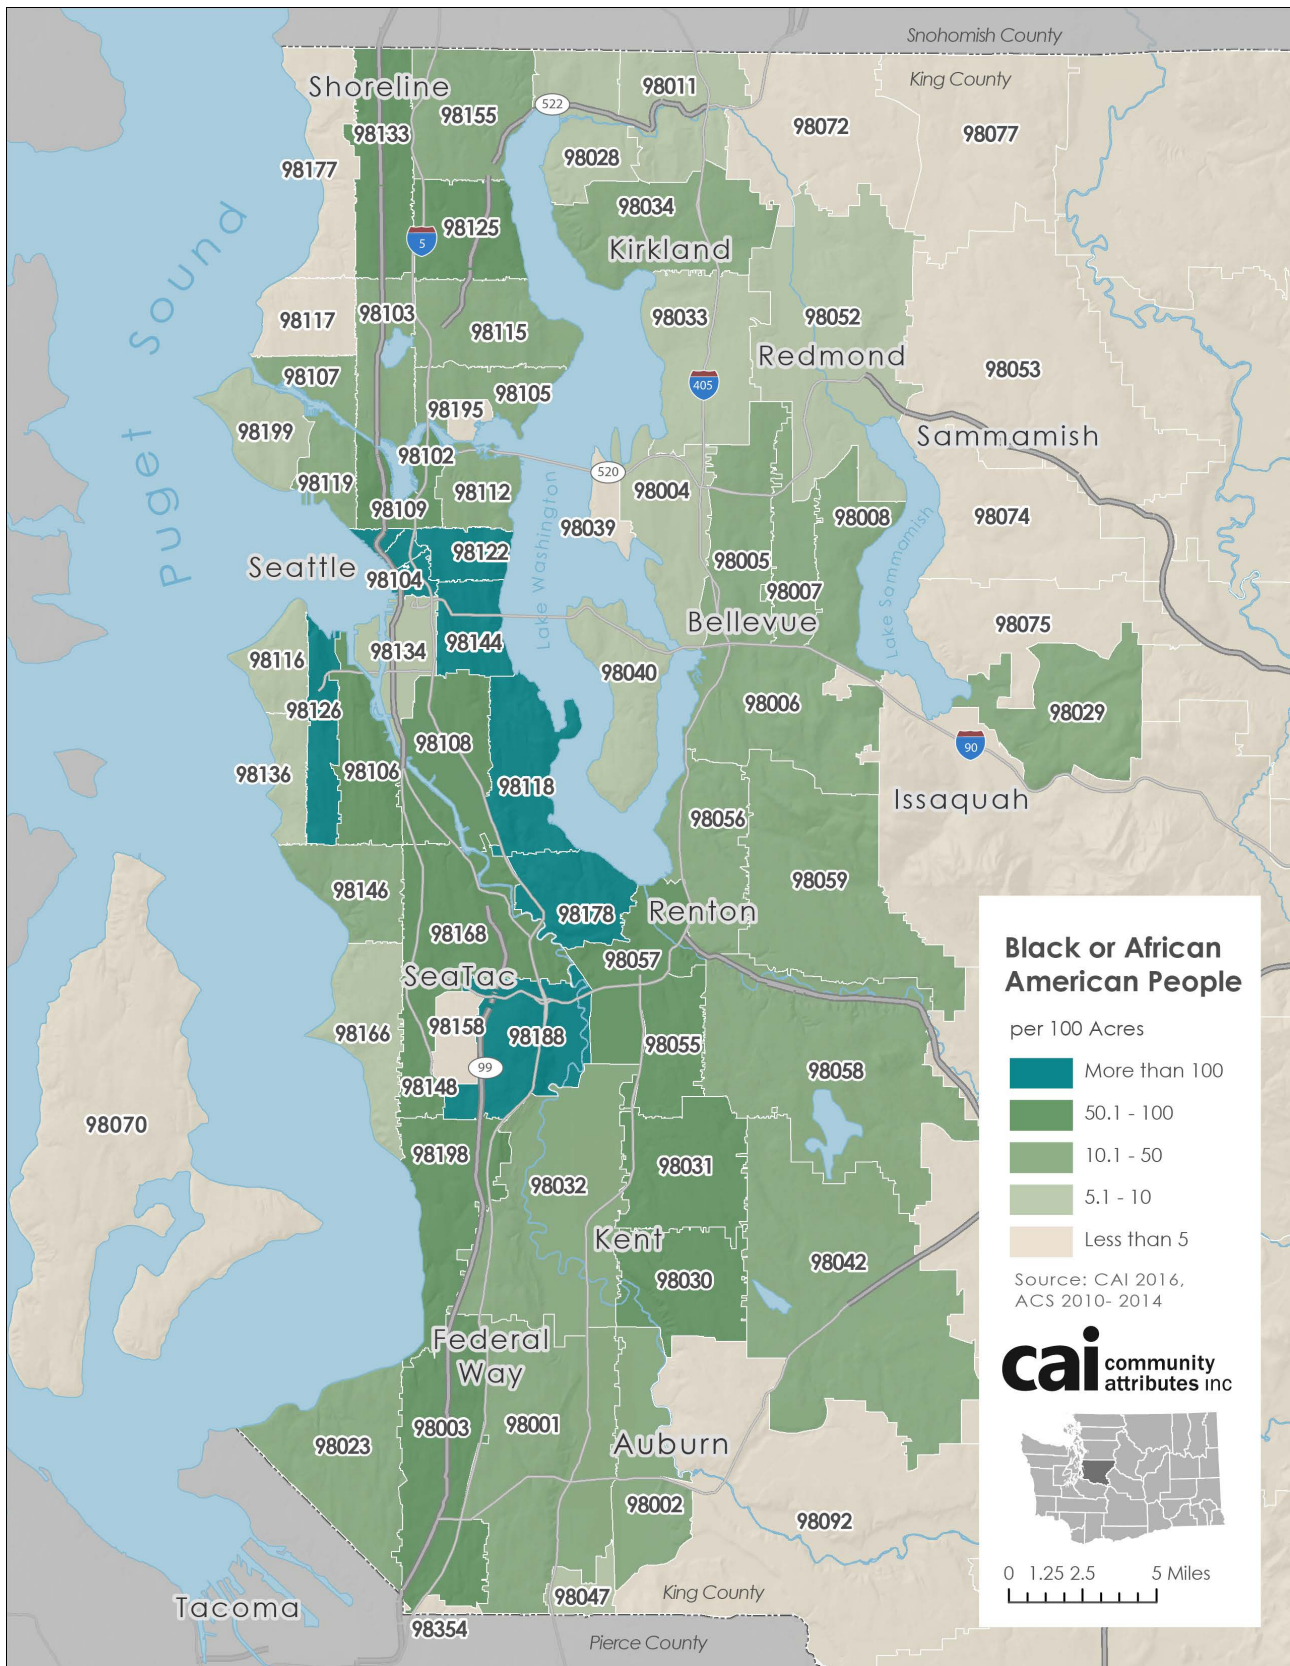 Snohomish County
King County
Shoreline
98011
98155
522
98133
98072
98077
98177
98028
98034
98125
Kirkland
5
Puget Sound
98103
98033
98052
98117
98115
Redmond
98053
98107
98105
405
98195
98199
Sammamish
98102
520
98119
98112
98004
98109
98039
98008
98074
Lake Washington
Lake Sammamish
98122
98005
Seattle
98104
98007
Bellevue
98075
98144
98134
98116
98040
98126
98006
98029
98108
90
98136
98106
98118
Issaquah
98056
98059
98146
98178
Renton
98168
98057
SeaTac
98158
98166
98188
98055
99
98058
98148
98070
98198
98031
98032
Kent
98042
98030
Federal
Way
98003
98001
98023
Auburn
98002
98092
98047
King County
Tacoma
98354
Pierce County
Black or African
American People
per 100 Acres
More than 100
50.1 - 100
10.1 - 50
5.1 - 10
Less than 5
Source: CAI 2016,
ACS 2010- 2014
cai community
attributes inc
0 1.25 2.5 5 Miles